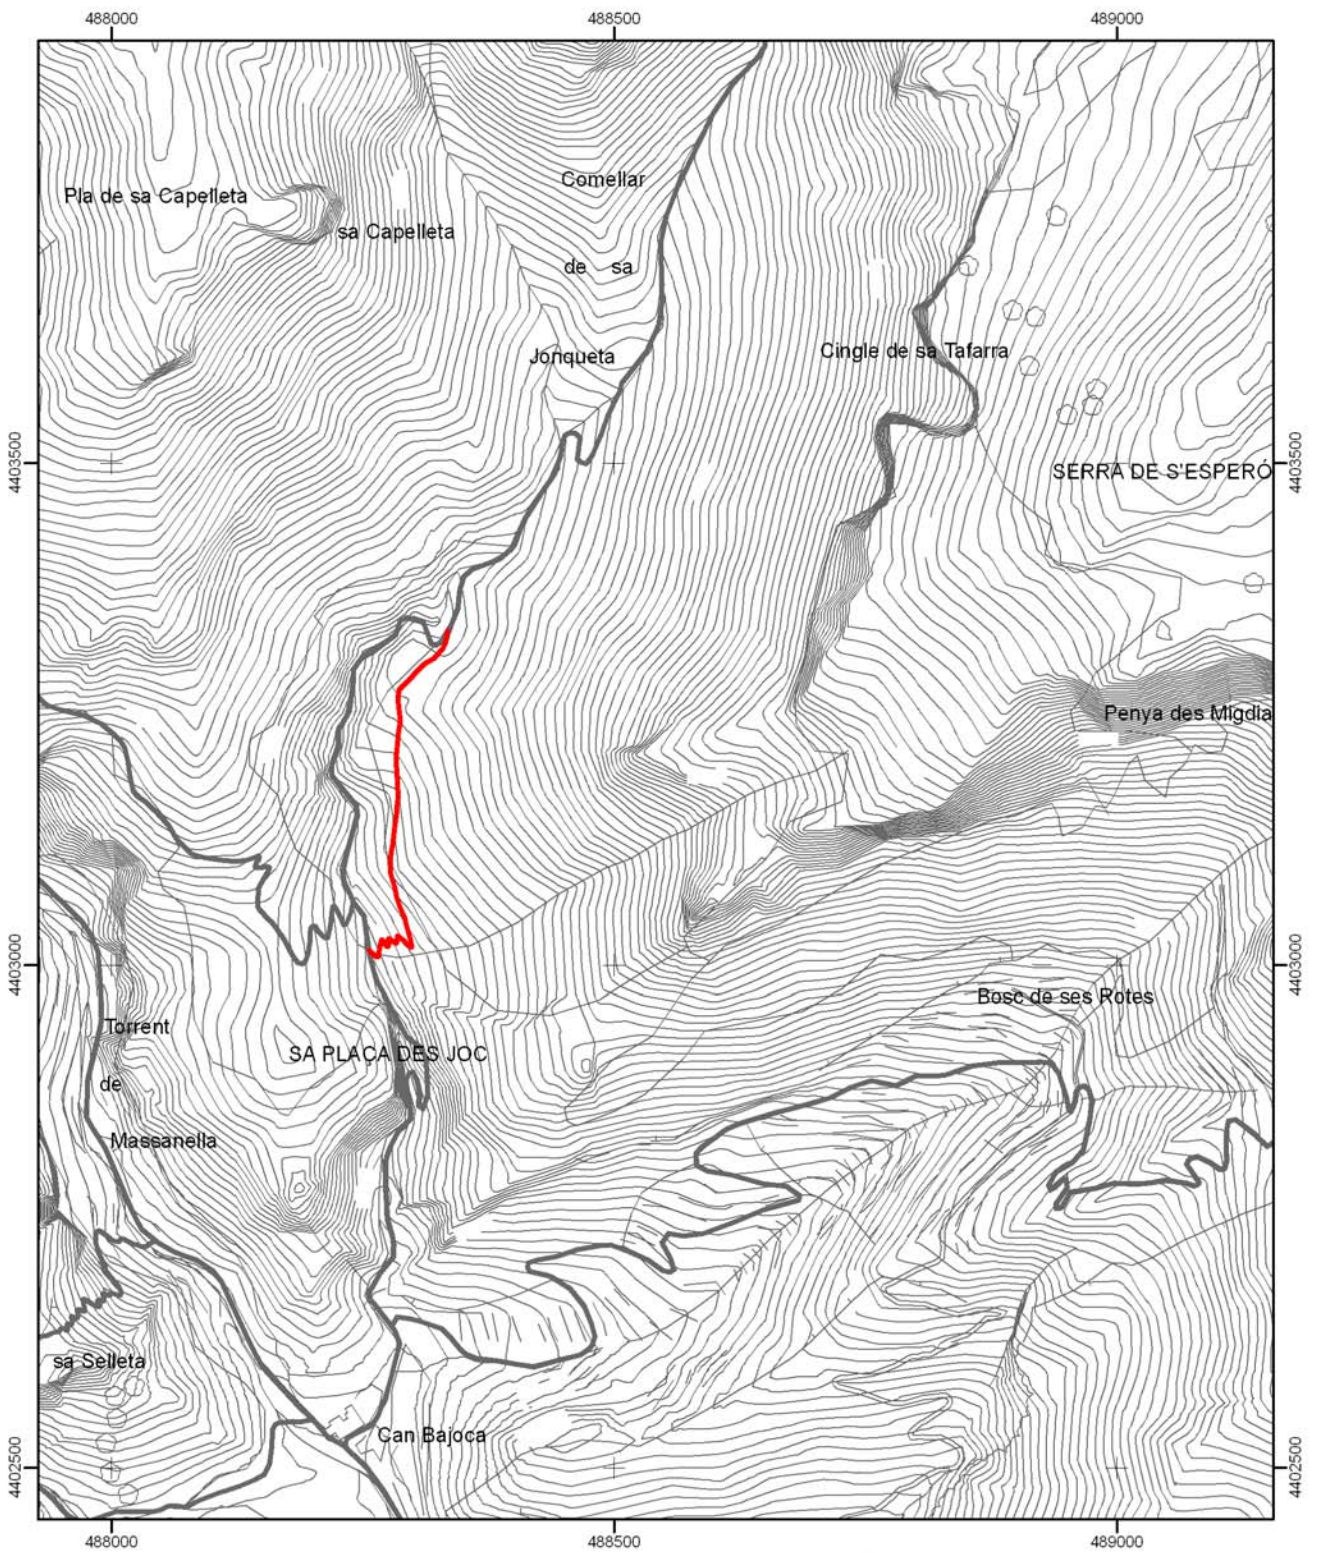 488000
488500
489000
Comellar
Pla de sa Capelleta
sa Capelleta
de sa
Cingle de sa Tafarra
Jonqueta
4403500
4403500
SERRA DE S'ESPERÓ
Penya des Migdia
4403000
4403000
Bosc de ses Rotes
Torrent
SA PLAÇA DES JOC
de
Massanella
sa Selleta
Can Bajoca
4402500
4402500
488000
488500
489000